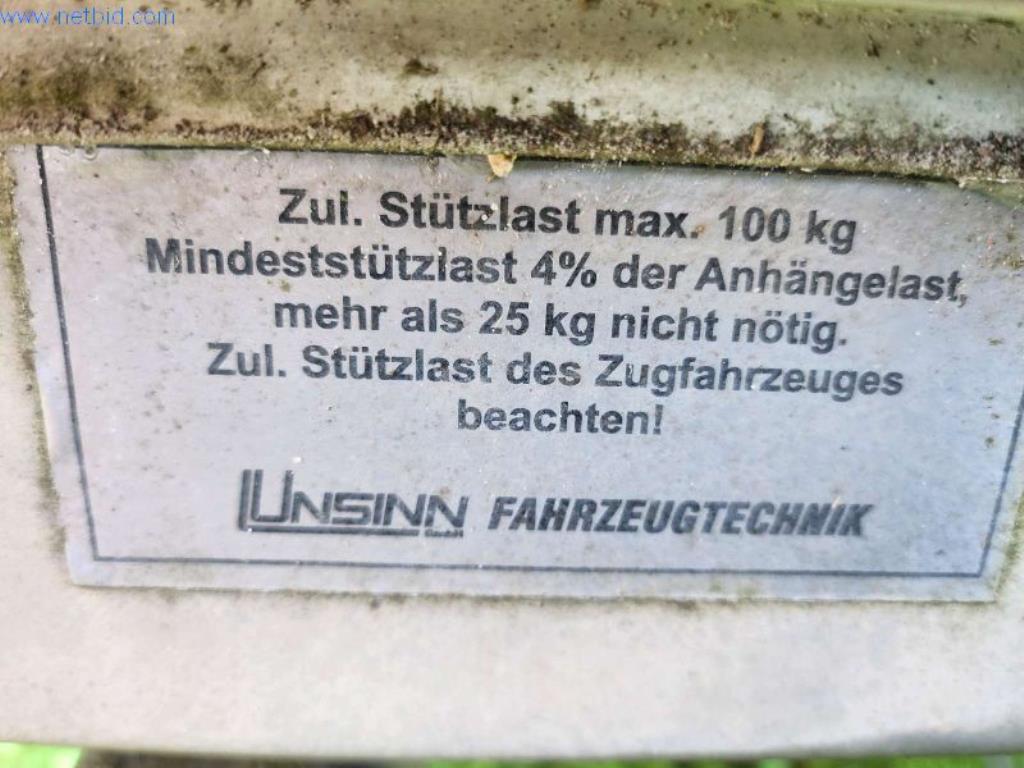 www.netbid.com
Zul. Stützlast max. 100 kg
Mindeststützlast 4% der Anhängelast,
mehr als 25 kg nicht nötig.
Zul. Stützlast des Zugfahrzeuges
beachten!
UNSINN FAHRZEUGTECHNIK